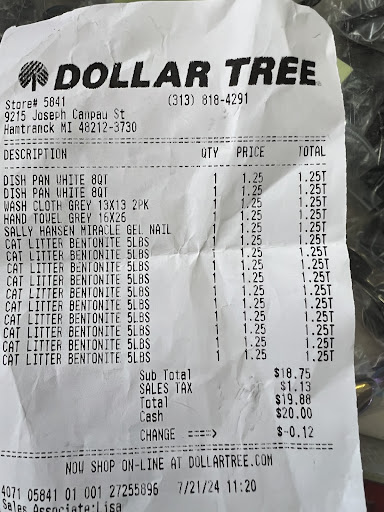 DOLLAR TREE
Store# 5841 (313) 818-4291
9215 Joseph Canpau St
Hamtranck MI 48212-3730
DESCRIPTION QTY PRICE TOTAL
DISH PAN WHITE 8QT 1 1.25 1.25T
DISH PAN WHITE 8QT 1 1.25 1.25T
WASH CLOTH GREY 13X13 2PK 1 1.25 1.25T
HAND TOWEL GREY 16X26 1 1.25 1.25T
SALLY HANSEN MIRACLE GEL NAIL 1 1.25 1.25T
CAT LITTER BENTONITE 5LBS 1 1.25 1.25T
CAT LITTER BENTONITE 5LBS 1 1.25 1.25T
CAT LITTER BENTONITE 5LBS 1 1.25 1.25T
CAT LITTER BENTONITE 5LBS 1 1.25 1.25T
CAT LITTER BENTONITE 5LBS 1 1.25 1.25T
CAT LITTER BENTONITE 5LBS 1 1.25 1.25T
CAT LITTER BENTONITE 5LBS 1 1.25 1.25T
CAT LITTER BENTONITE 5LBS 1 1.25 1.25T
CAT LITTER BENTONITE 5LBS 1 1.25 1.25T
CAT LITTER BENTONITE 5LBS 1 1.25 1.25T
Sub Total $18.75
SALES TAX $1.13
Total $19.88
Cash $20.00
CHANGE ===> $-0.12
NOW SHOP ON-LINE AT DOLLARTREE.COM
4071 05841 01 001 27255896 7/21/24 11:20
Sales Associate:Lisa